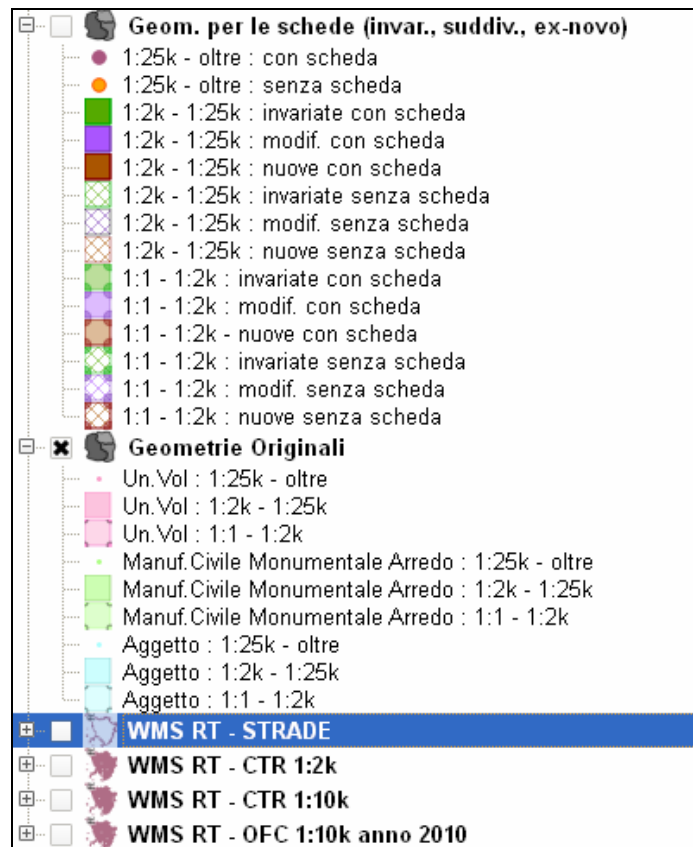 Geom. per le schede (invar., suddiv., ex-novo)
1:25k - oltre : con scheda
1:25k - oltre : senza scheda
1:2k - 1:25k : invariate con scheda
1:2k - 1:25k : modif. con scheda
1:2k - 1:25k : nuove con scheda
1:2k - 1:25k : invariate senza scheda
1:2k - 1:25k : modif. senza scheda
1:2k - 1:25k : nuove senza scheda
1:1 - 1:2k : invariate con scheda
1:1 - 1:2k : modif. con scheda
1:1 - 1:2k - nuove con scheda
1:1 - 1:2k : invariate senza scheda
1:1 - 1:2k : modif. senza scheda
1:1 - 1:2k : nuove senza scheda
Geometrie Originali
Un.Vol : 1:25k - oltre
Un.Vol : 1:2k - 1:25k
Un.Vol : 1:1 - 1:2k
Manuf.Civile Monumentale Arredo : 1:25k - oltre
Manuf.Civile Monumentale Arredo : 1:2k - 1:25k
Manuf.Civile Monumentale Arredo : 1:1 - 1:2k
Aggetto : 1:25k - oltre
Aggetto : 1:2k - 1:25k
Aggetto : 1:1 - 1:2k
WMS RT - STRADE
WMS RT - CTR 1:2k
WMS RT - CTR 1:10k
WMS RT - OFC 1:10k anno 2010